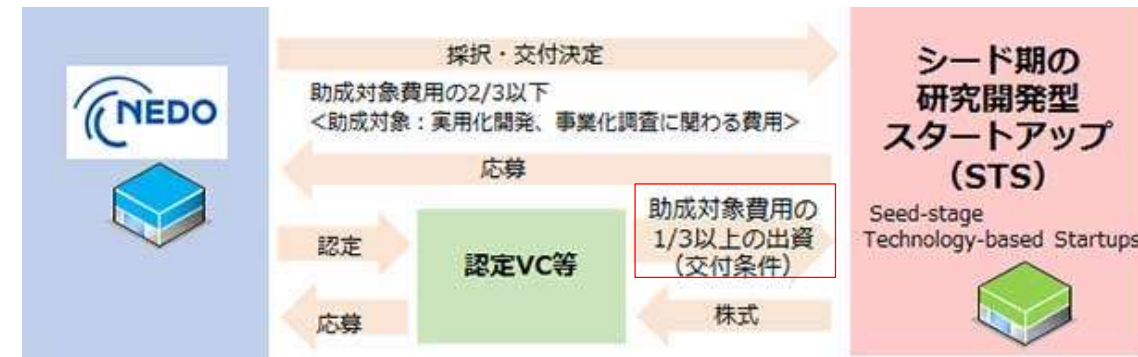 NEDO
採択・交付決定
助成対象費用の2/3以下
<助成対象：実用化開発、事業化調査に関わる費用>
応募
認定
応募
認定VC等
助成対象費用の
1/3以上の出資
（交付条件）
株式
シード期の
研究開発型
スタートアップ
（STS）
Seed-stage
Technology-based Startups